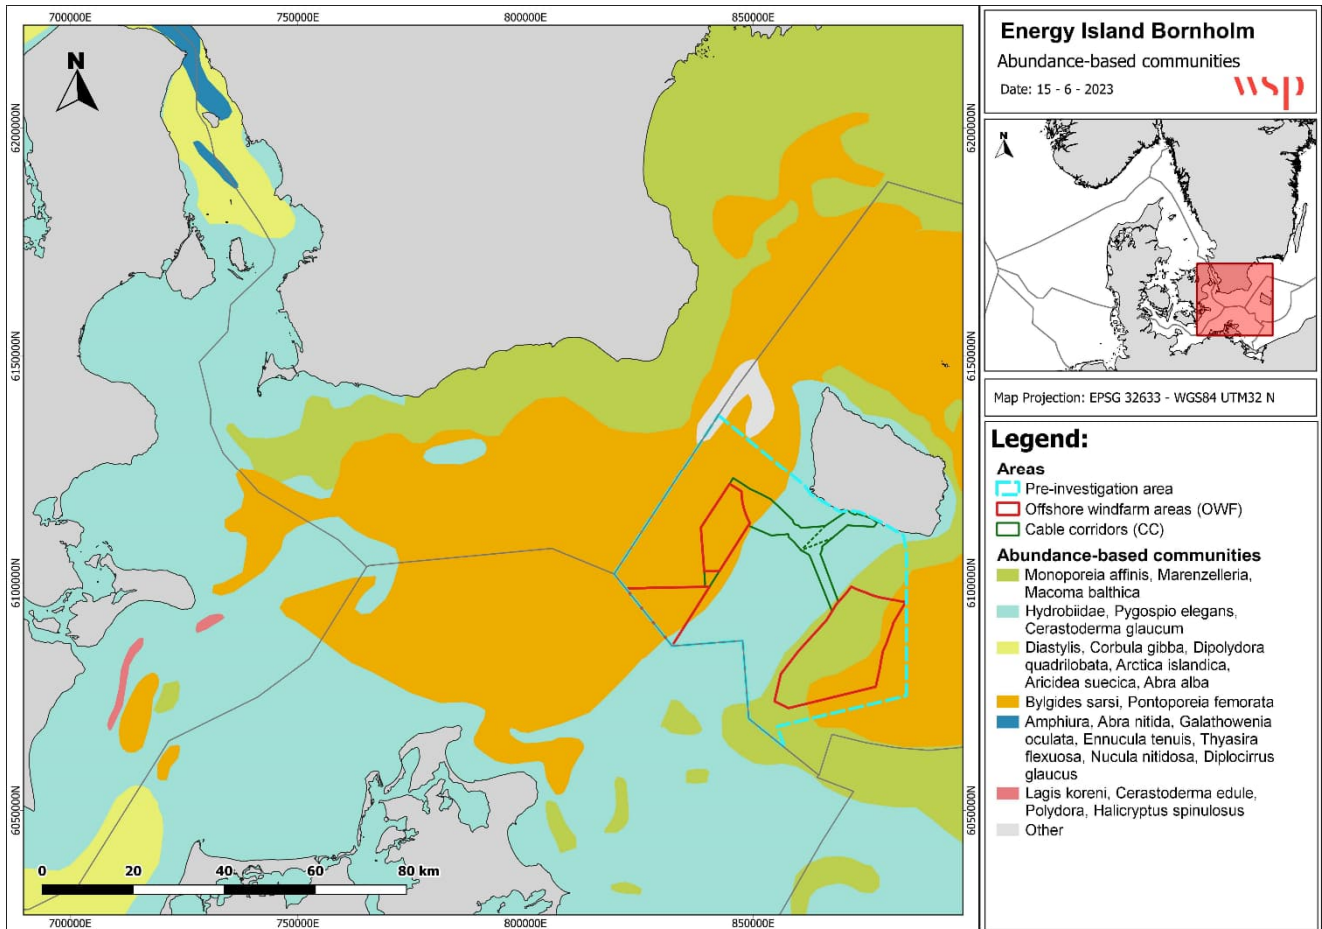 700000E
750000E
800000E
850000E
N
6200000N
6150000N
6100000N
6050000N
6200000N
6150000N
6100000N
6050000N
0
20
40
60
80 km
700000E
750000E
800000E
850000E
Energy Island Bornholm
Abundance-based communities
Date: 15 - 6 - 2023
wsp
N
Map Projection: EPSG 32633 - WGS84 UTM32 N
Legend:
Areas
Pre-investigation area
Offshore windfarm areas (OWF)
Cable corridors (CC)
Abundance-based communities
Monoporeia affinis, Marenzelleria,
Macoma balthica
Hydrobiidae, Pygospio elegans,
Cerastoderma glaucum
Diastylis, Corbula gibba, Dipolydora
quadrilobata, Arctica islandica,
Aricidea suecica, Abra alba
Bylgides sarsi, Pontoporeia femorata
Amphiura, Abra nitida, Galathowenia
oculata, Ennucula tenuis, Thyasira
flexuosa, Nucula nitidosa, Diplocirrus
glaucus
Lagis koreni, Cerastoderma edule,
Polydora, Halicryptus spinulosus
Other